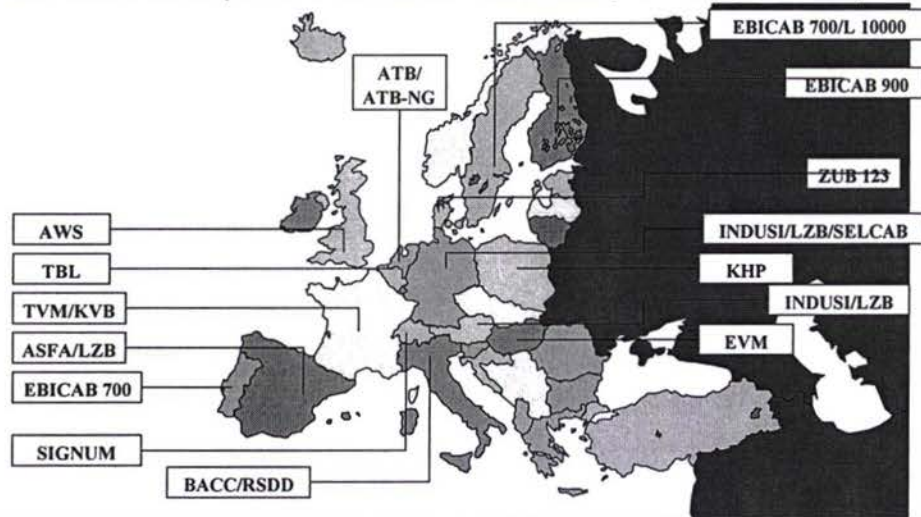 EBICAB 700/L 10000
ATB/
ATB-NG
EBICAB 900
ZUB 123
AWS
INDUSI/LZB/SELCAB
TBL
KHP
TVM/KVB
INDUSI/LZB
ASFA/LZB
EVM
EBICAB 700
SIGNUM
BACC/RSDD